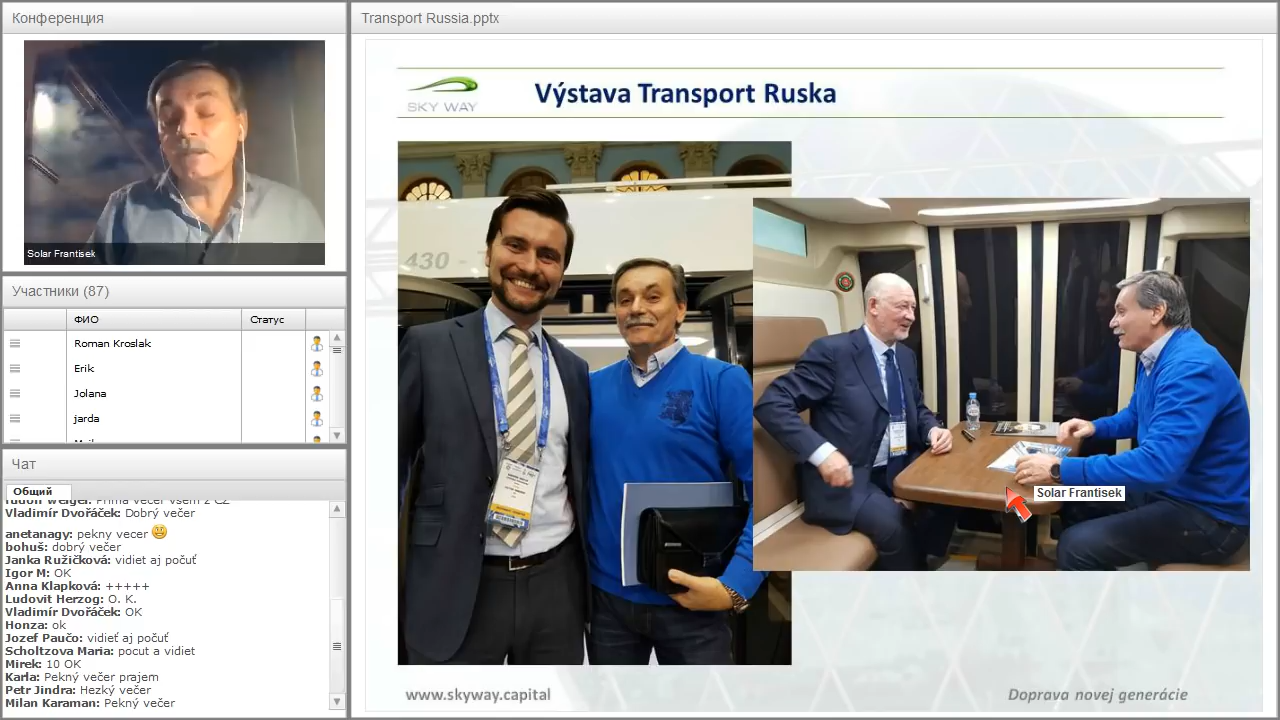 Конференция
Solar Frantisek
Участники (87)
ФИО
Статус
Roman Kroslak
Erik
Jolana
jarda
Чат
Общий
Vladimír Dvořáček: Dobrý večer
anetanagy: pekny vecer
bohuš: dobrý večer
Janka Ružičková: vidiet aj počuť
Igor M: OK
Anna Klapková: +++++
Ludovit Herzog: O. K.
Vladimír Dvořáček: OK
Honza: ok
Jozef Paučo: vidieť aj počuť
Scholtzova Maria: pocut a vidiet
Mirek: 10 OK
Karla: Pekný večer prajem
Petr Jindra: Hezký večer
Milan Karaman: Pekný večer
Transport Russia.pptx
SKY WAY
Výstava Transport Ruska
430
Solar Frantisek
www.skyway.capital
Doprava novej generácie